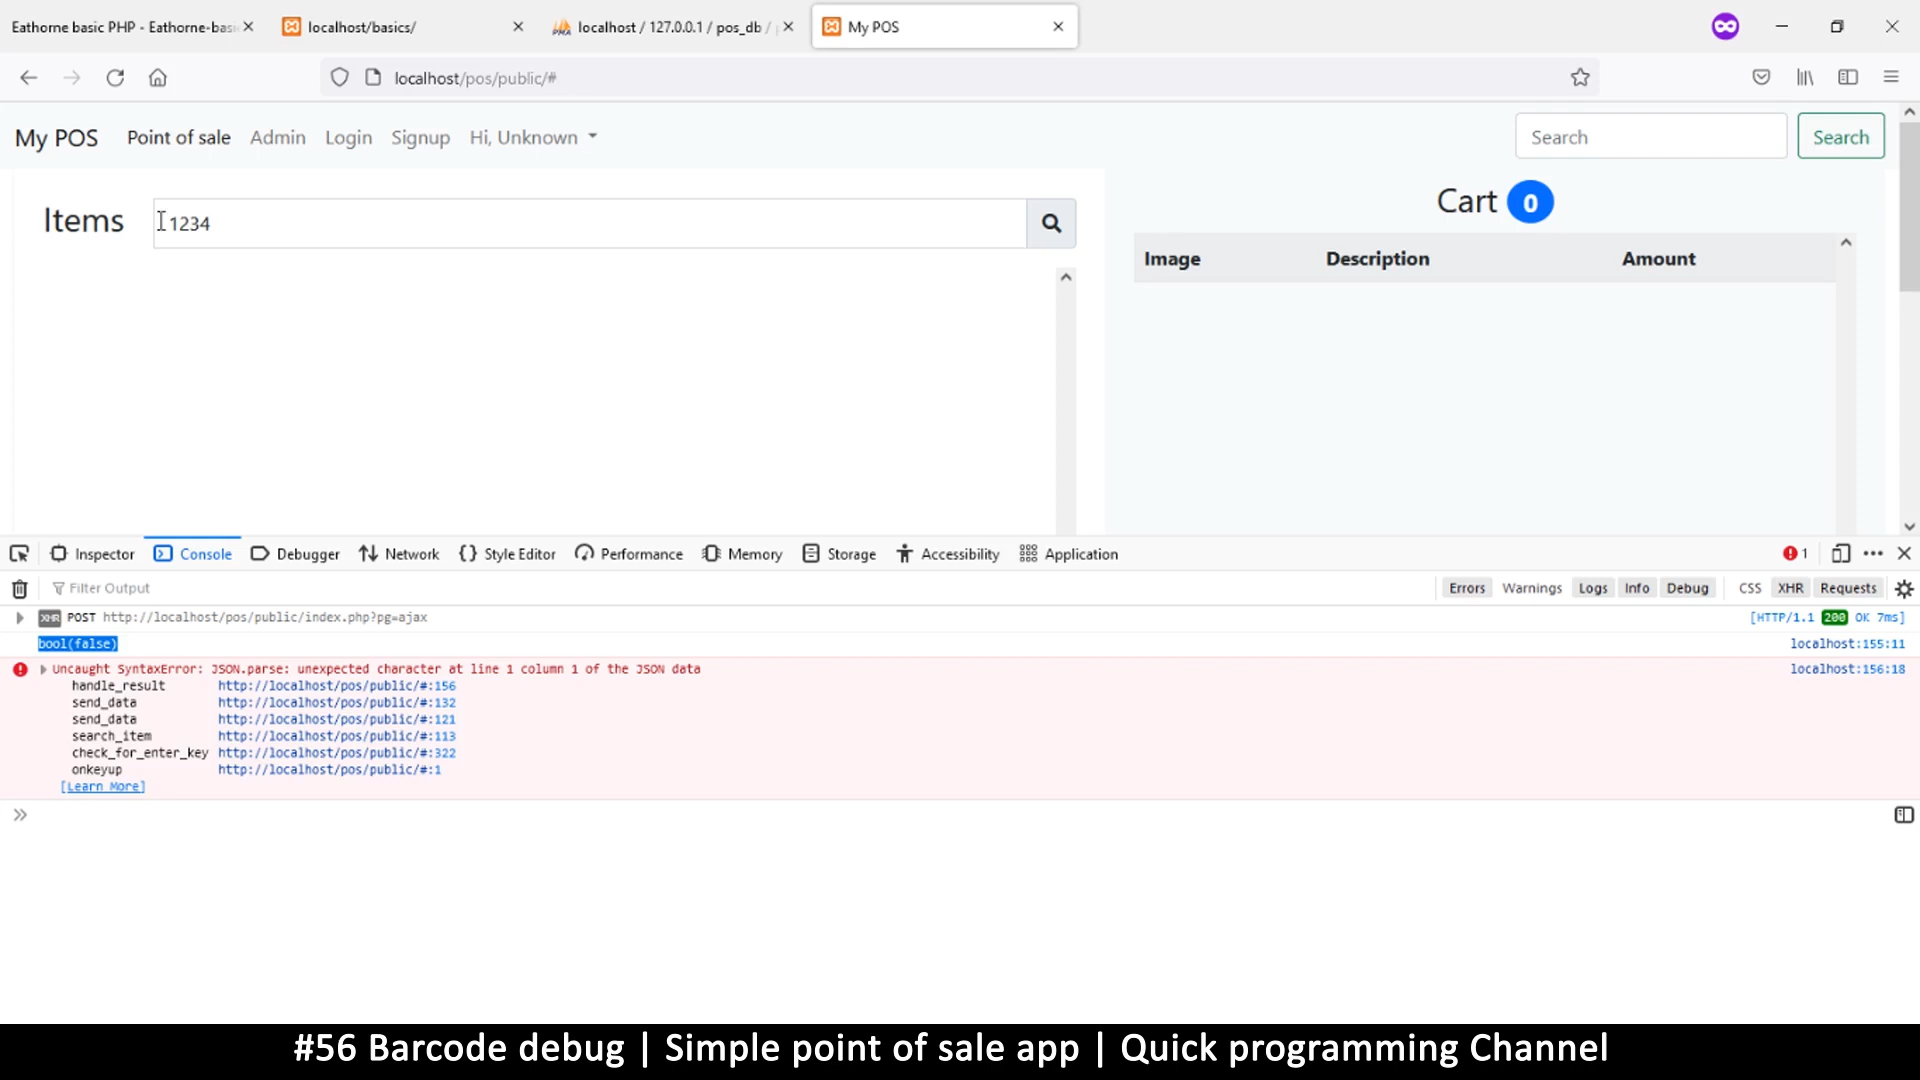 Eathorne basic PHP - Eathorne-basi
localhost/basics/
localhost / 127.0.0.1 / pos_db /
My POS
localhost/pos/public/#
My POS
Point of sale
Admin
Login
Signup
Hi, Unknown
Search
Search
Items
1234
Cart 0
Image
Description
Amount
Inspector
Console
Debugger
Network
Style Editor
Performance
Memory
Storage
Accessibility
Application
1
Filter Output
Errors
Warnings
Logs
Info
Debug
CSS
XHR
Requests
XHR POST http://localhost/pos/public/index.php?pg=ajax
[HTTP/1.1 200 OK 7ms]
bool(false)
localhost:155:11
Uncaught SyntaxError: JSON.parse: unexpected character at line 1 column 1 of the JSON data
localhost:156:18
handle_result http://localhost/pos/public/#:156
send_data http://localhost/pos/public/#:132
send_data http://localhost/pos/public/#:121
search_item http://localhost/pos/public/#:113
check_for_enter_key http://localhost/pos/public/#:322
onkeyup http://localhost/pos/public/#:1
[Learn More]
#56 Barcode debug | Simple point of sale app | Quick programming Channel